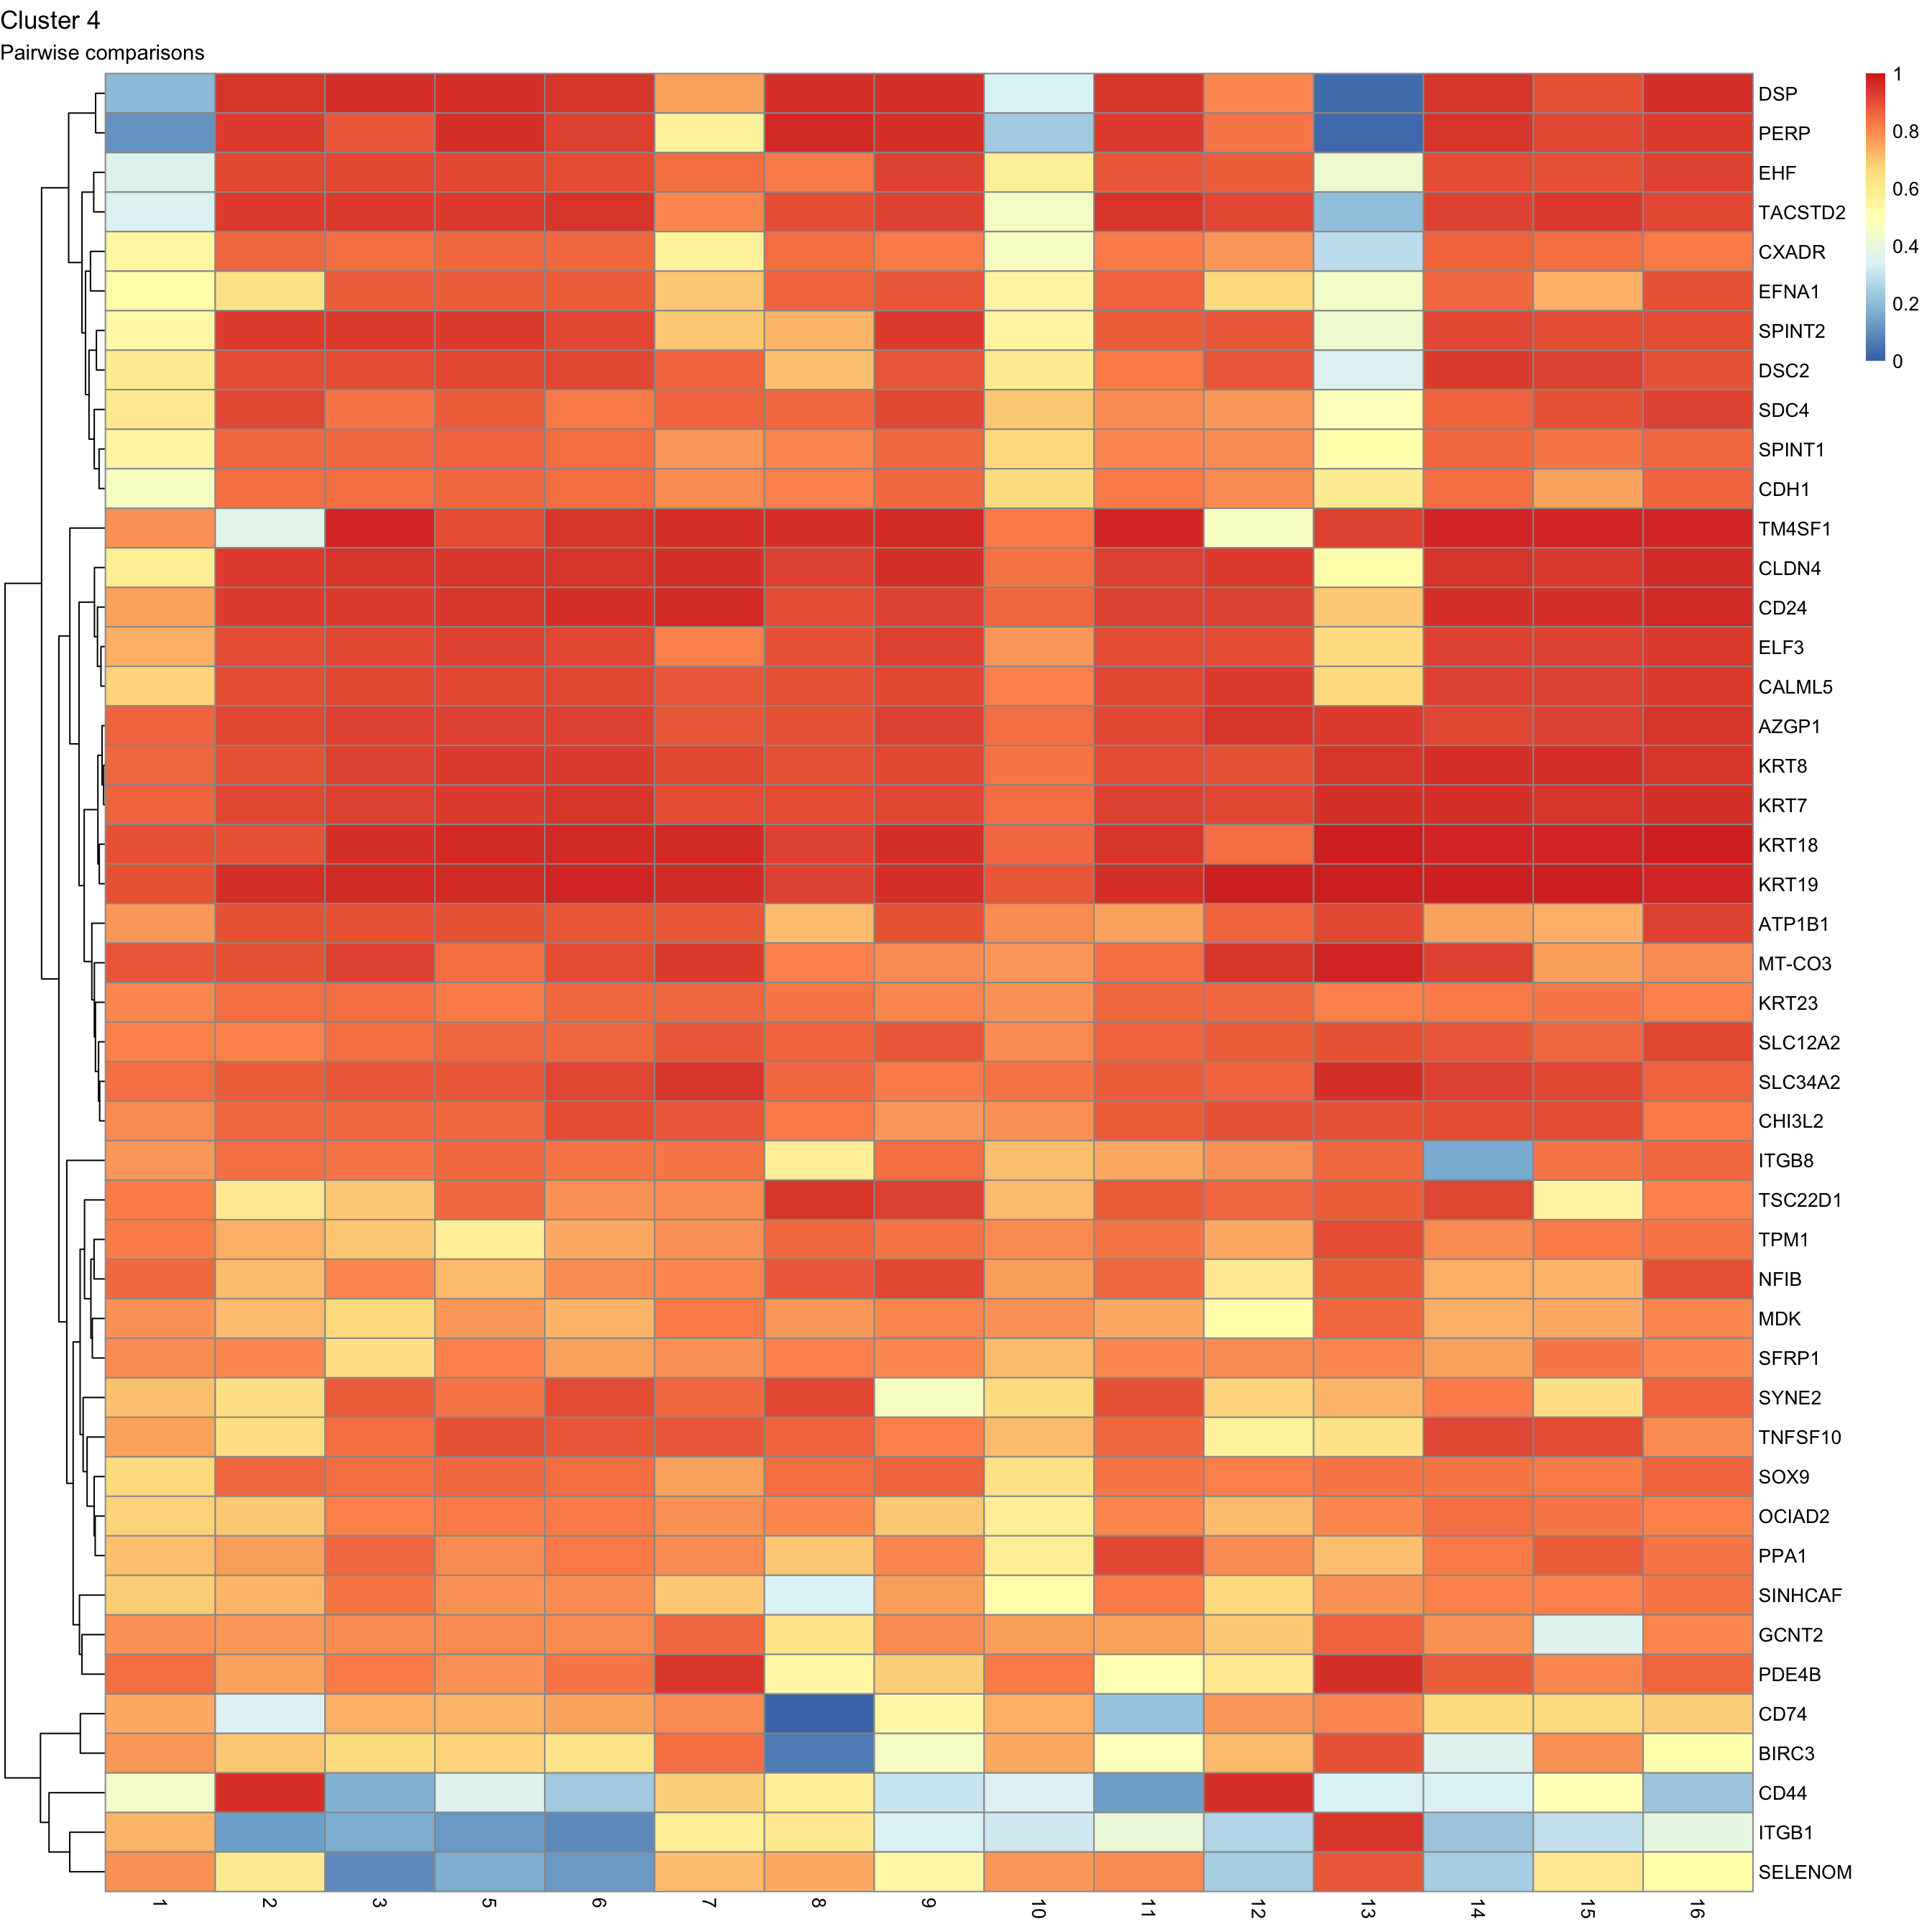 Cluster 4
Pairwise comparisons
1
0.8
0.6
0.4
0.2
0
DSP
PERP
EHF
TACSTD2
CXADR
EFNA1
SPINT2
DSC2
SDC4
SPINT1
CDH1
TM4SF1
CLDN4
CD24
ELF3
CALML5
AZGP1
KRT8
KRT7
KRT18
KRT19
ATP1B1
MT-CO3
KRT23
SLC12A2
SLC34A2
CHI3L2
ITGB8
TSC22D1
TPM1
NFIB
MDK
SFRP1
SYNE2
TNFSF10
SOX9
OCIAD2
PPA1
SINHCAF
GCNT2
PDE4B
CD74
BIRC3
CD44
ITGB1
SELENOM
1 2 3 5 6 7 8 9 10 11 12 13 14 15 16